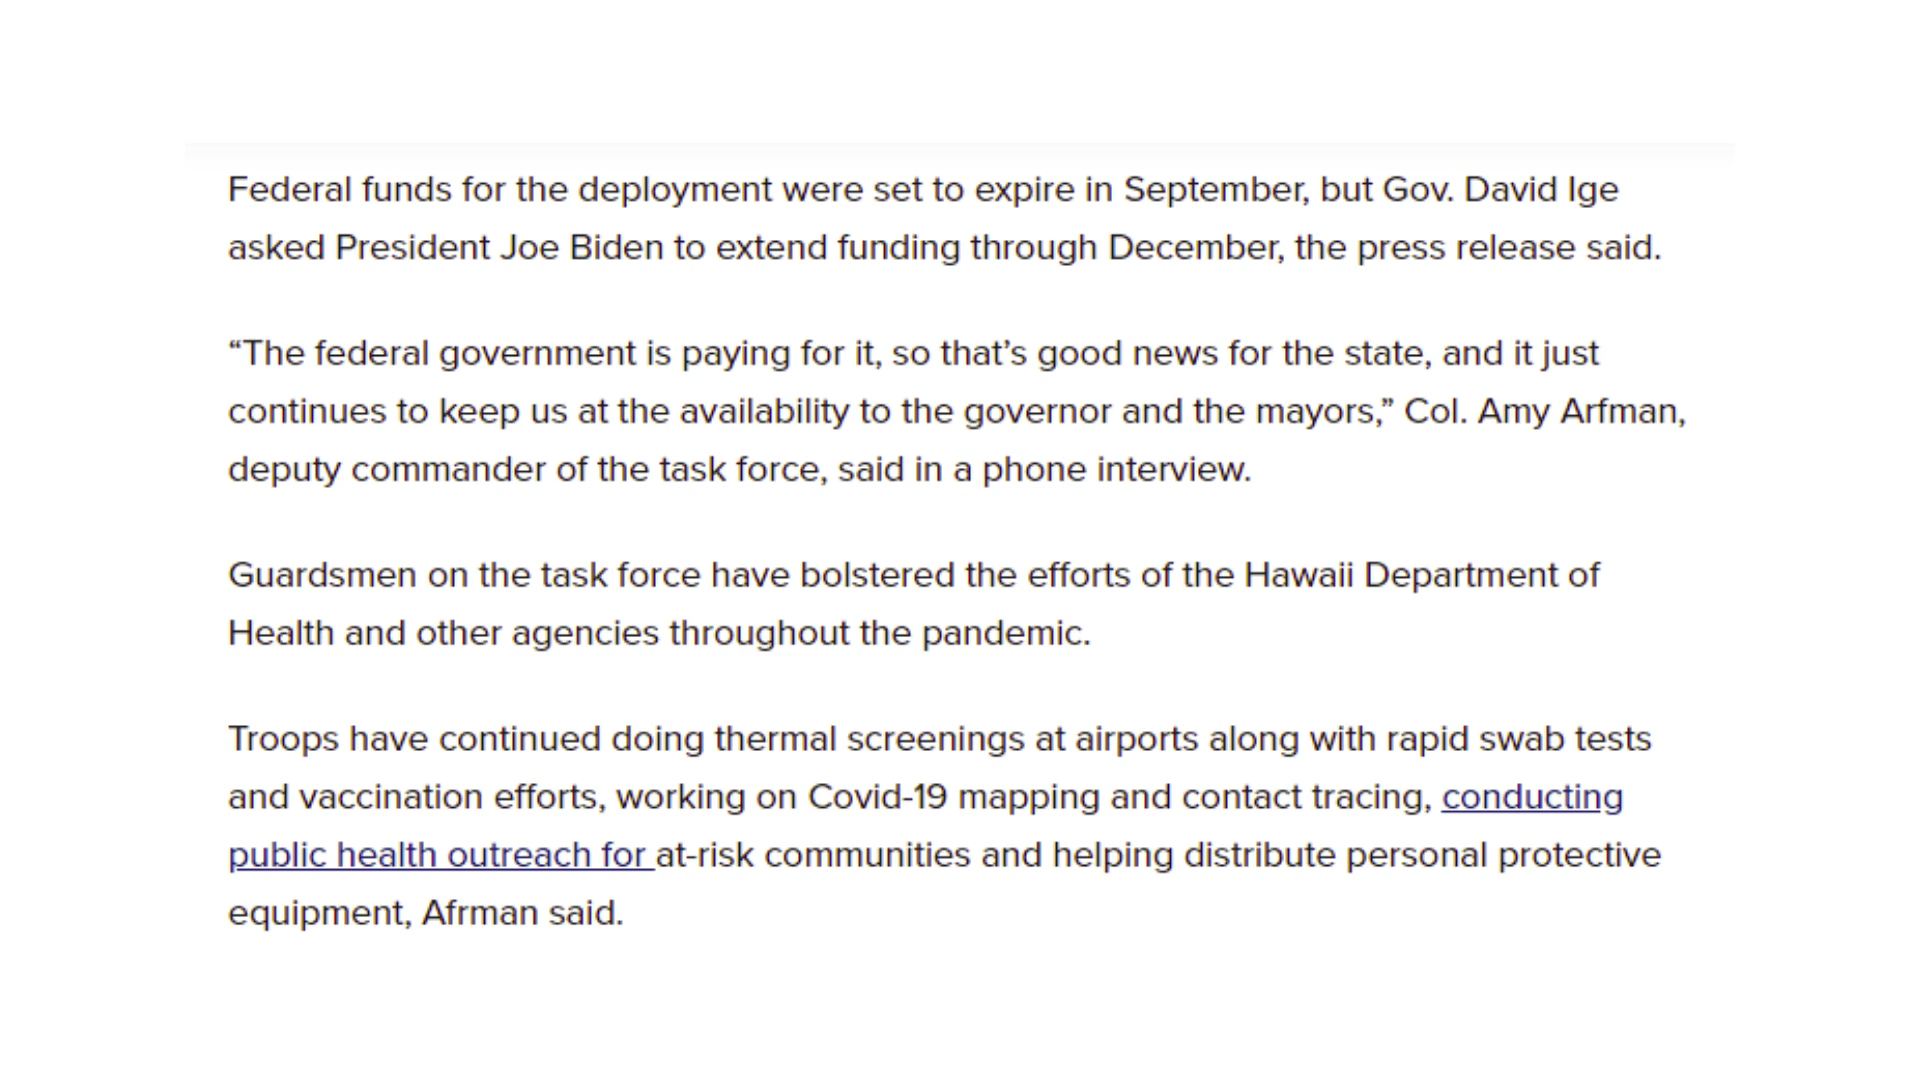 Federal funds for the deployment were set to expire in September, but Gov. David Ige
asked President Joe Biden to extend funding through December, the press release said.
“The federal government is paying for it, so that’s good news for the state, and it just
continues to keep us at the availability to the governor and the mayors,” Col. Amy Arfman,
deputy commander of the task force, said in a phone interview.
Guardsmen on the task force have bolstered the efforts of the Hawaii Department of
Health and other agencies throughout the pandemic.
Troops have continued doing thermal screenings at airports along with rapid swab tests
and vaccination efforts, working on Covid-19 mapping and contact tracing, conducting
public health outreach for at-risk communities and helping distribute personal protective
equipment, Afrman said.